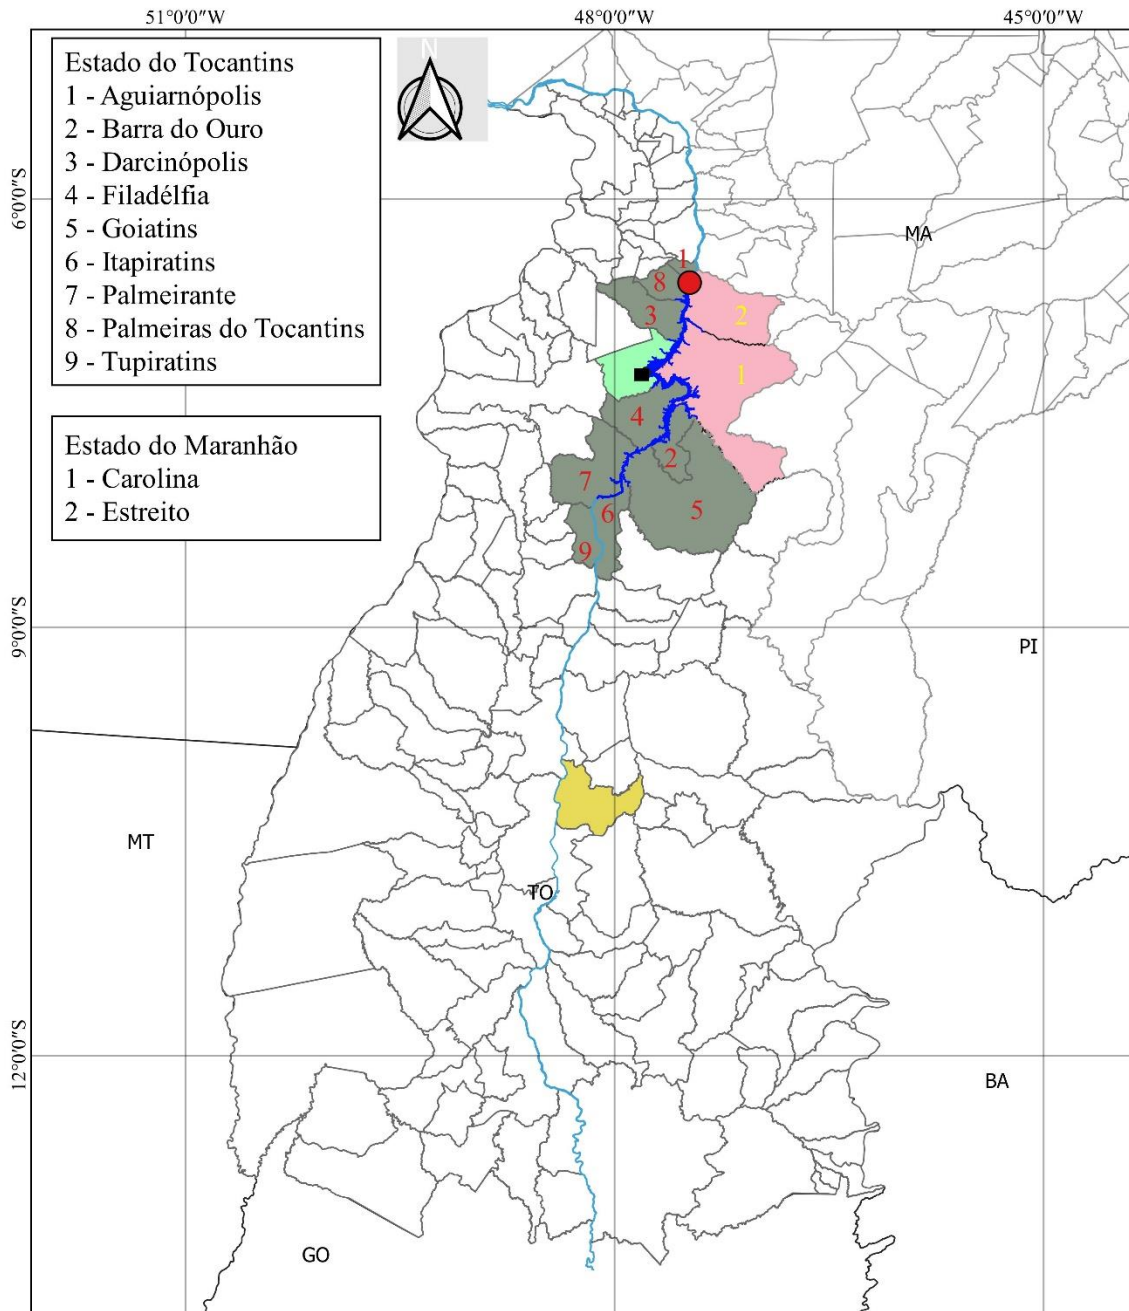 51°0'0"W 48°0'0"W 45°0'0"W
Estado do Tocantins
1 - Aguiarnópolis
2 - Barra do Ouro
3 - Darcinópolis
4 - Filadélfia
5 - Goiatins
6 - Itapiratins
7 - Palmeirante
8 - Palmeiras do Tocantins
9 - Tupiratins
N
Estado do Maranhão
1 - Carolina
2 - Estreito
6°0'0"S
9°0'0"S
12°0'0"S
MA
1
8
2
3
1
4
2
7
6
5
9
PI
MT
TO
BA
GO